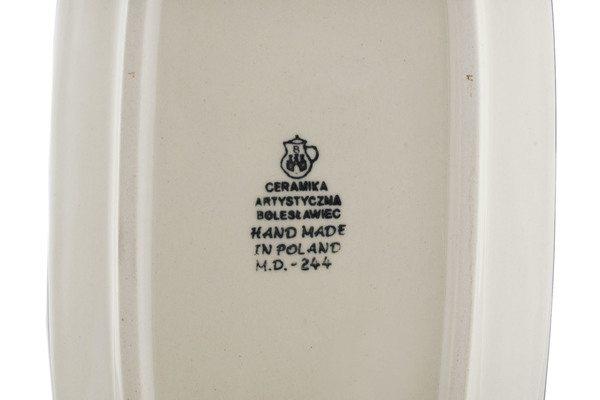 B
CERAMIKA
ARTYSTYCZNA
BOLESŁAWIEC
HAND MADE
IN POLAND
M.D.-244